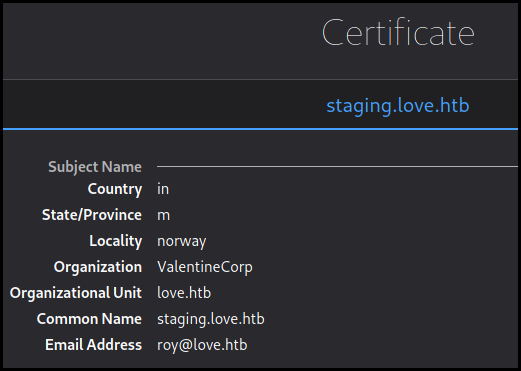 Certificate
staging.love.htb
Subject Name
Country in
State/Province m
Locality norway
Organization ValentineCorp
Organizational Unit love.htb
Common Name staging.love.htb
Email Address roy@love.htb